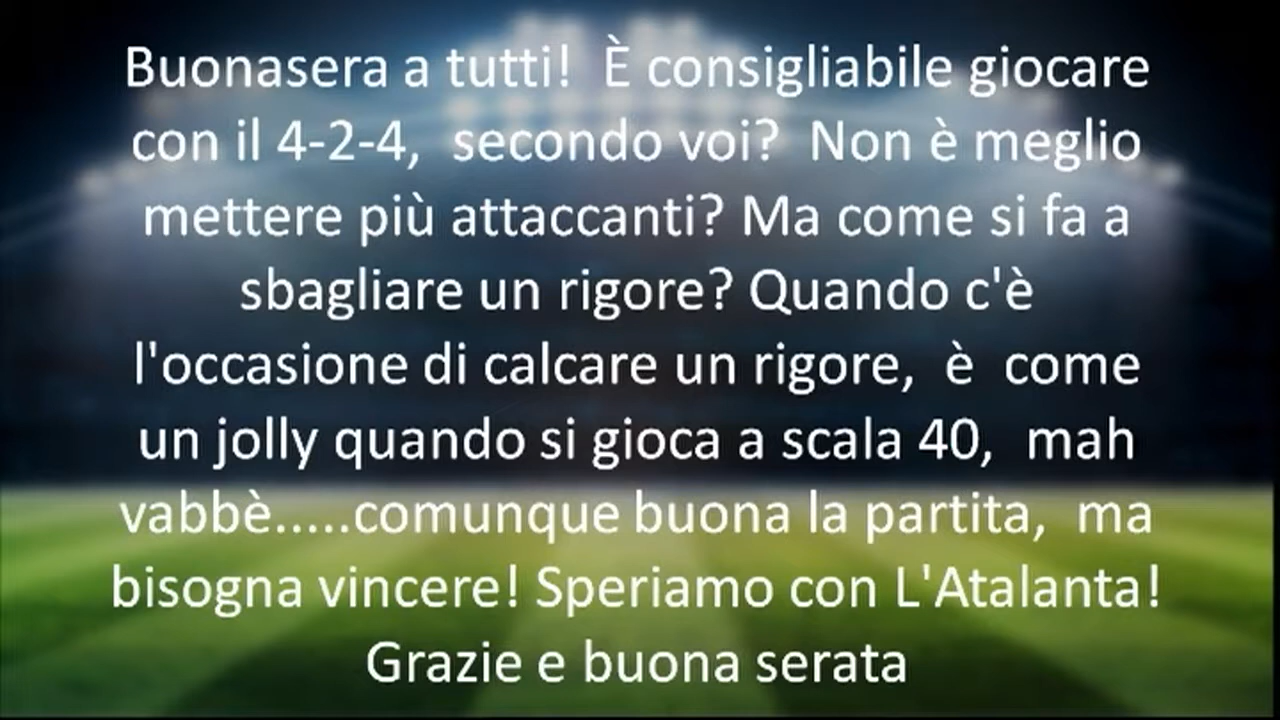 Buonasera a tutti! È consigliabile giocare
con il 4-2-4, secondo voi? Non è meglio
mettere più attaccanti? Ma come si fa a
sbagliare un rigore? Quando c'è
l'occasione di calcare un rigore, è come
un jolly quando si gioca a scala 40, mah
vabbè.....comunque buona la partita, ma
bisogna vincere! Speriamo con L'Atalanta!
Grazie e buona serata